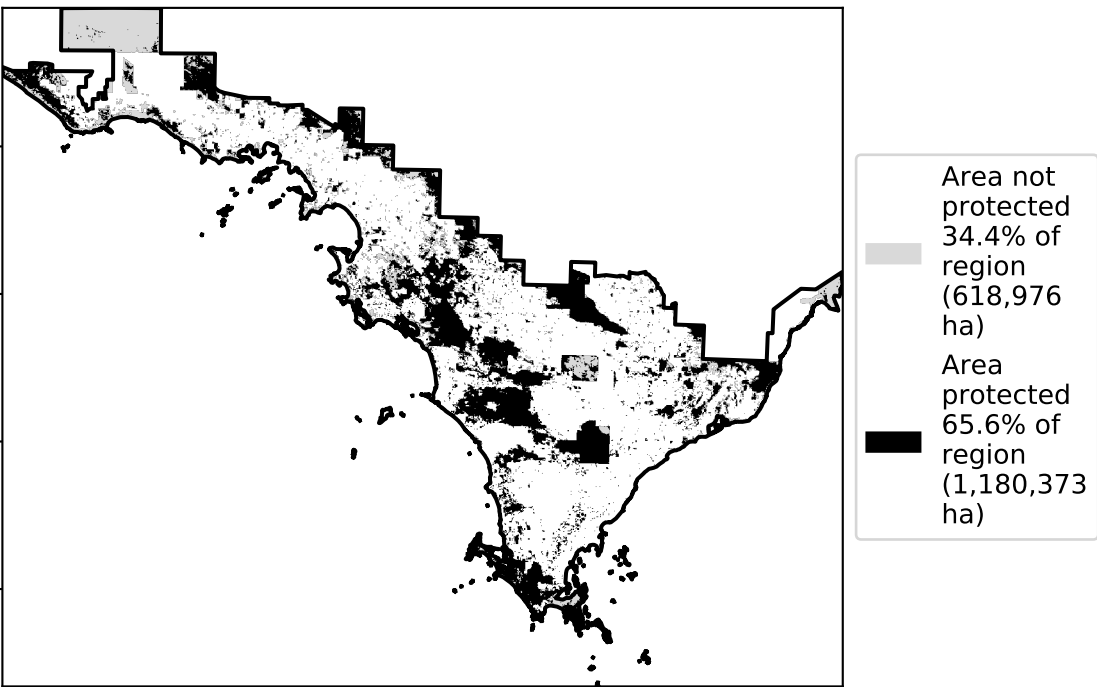 Area not
protected
34.4% of
region
(618,976
ha)
Area
protected
65.6% of
region
(1,180,373
ha)